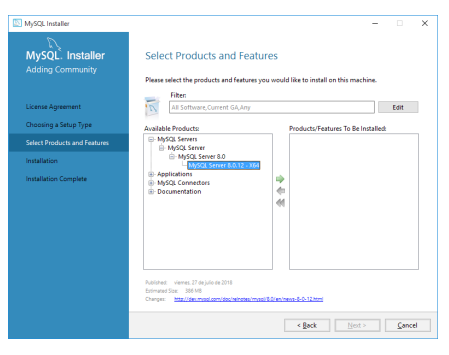 MySQL Installer
MySQL. Installer
Adding Community
License Agreement
Choosing a Setup Type
Select Products and Features
Installation
Installation Complete
Select Products and Features
Please select the products and features you would like to install on this machine.
Filter:
All Software,Current GA,Any
Edit
Available Products:
MySQL Servers
MySQL Server
MySQL Server 8.0
MySQL Server 8.0.12 - X64
Applications
MySQL Connectors
Documentation
Products/Features To Be Installed:
Published: viernes, 27 de julio de 2018
Estimated Size: 386 MB
Changes: http://dev.mysql.com/doc/relnotes/mysql/8.0/en/news-8-0-12.html
< Back
Next >
Cancel